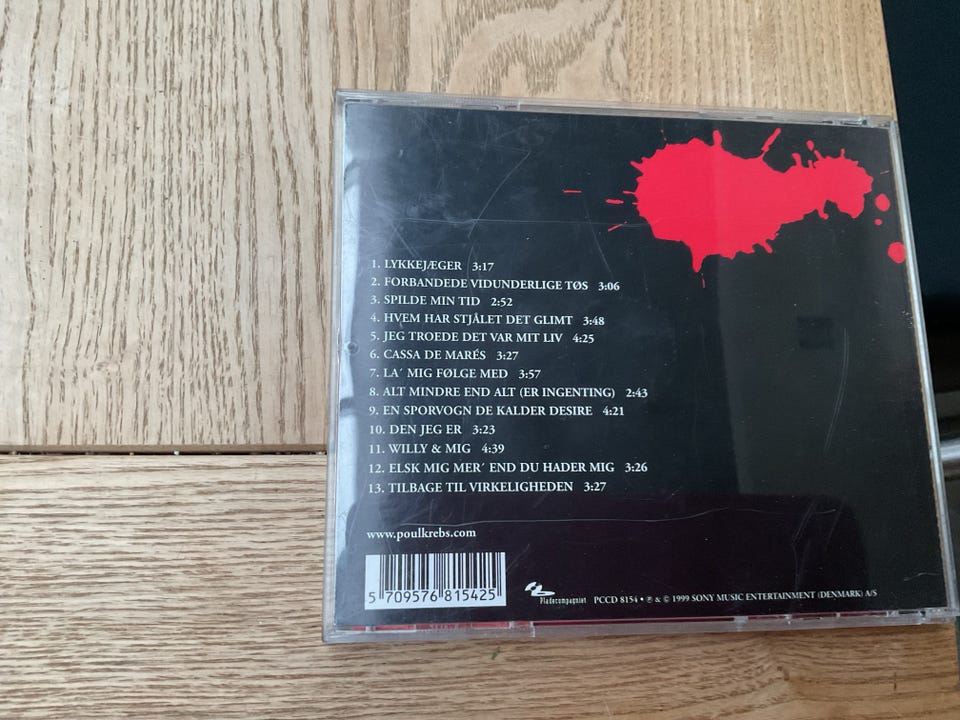 1. LYKKEJÆGER 3:17
2. FORBANDEDE VIDUNDERLIGE TØS 3:06
3. SPILDE MIN TID 2:52
4. HVEM HAR STJÅLET DET GLIMT 3:48
5. JEG TROEDE DET VAR MIT LIV 4:25
6. CASSA DE MARÉS 3:27
7. LA´ MIG FØLGE MED 3:57
8. ALT MINDRE END ALT (ER INGENTING) 2:43
9. EN SPORVOGN DE KALDER DESIRE 4:21
10. DEN JEG ER 3:23
11. WILLY & MIG 4:39
12. ELSK MIG MER´ END DU HADER MIG 3:26
13. TILBAGE TIL VIRKELIGHEDEN 3:27
www.poulkrebs.com
5 709576 815425
Pladecompagniet PCCD 8154 • ℗ & © 1999 SONY MUSIC ENTERTAINMENT (DENMARK) A/S